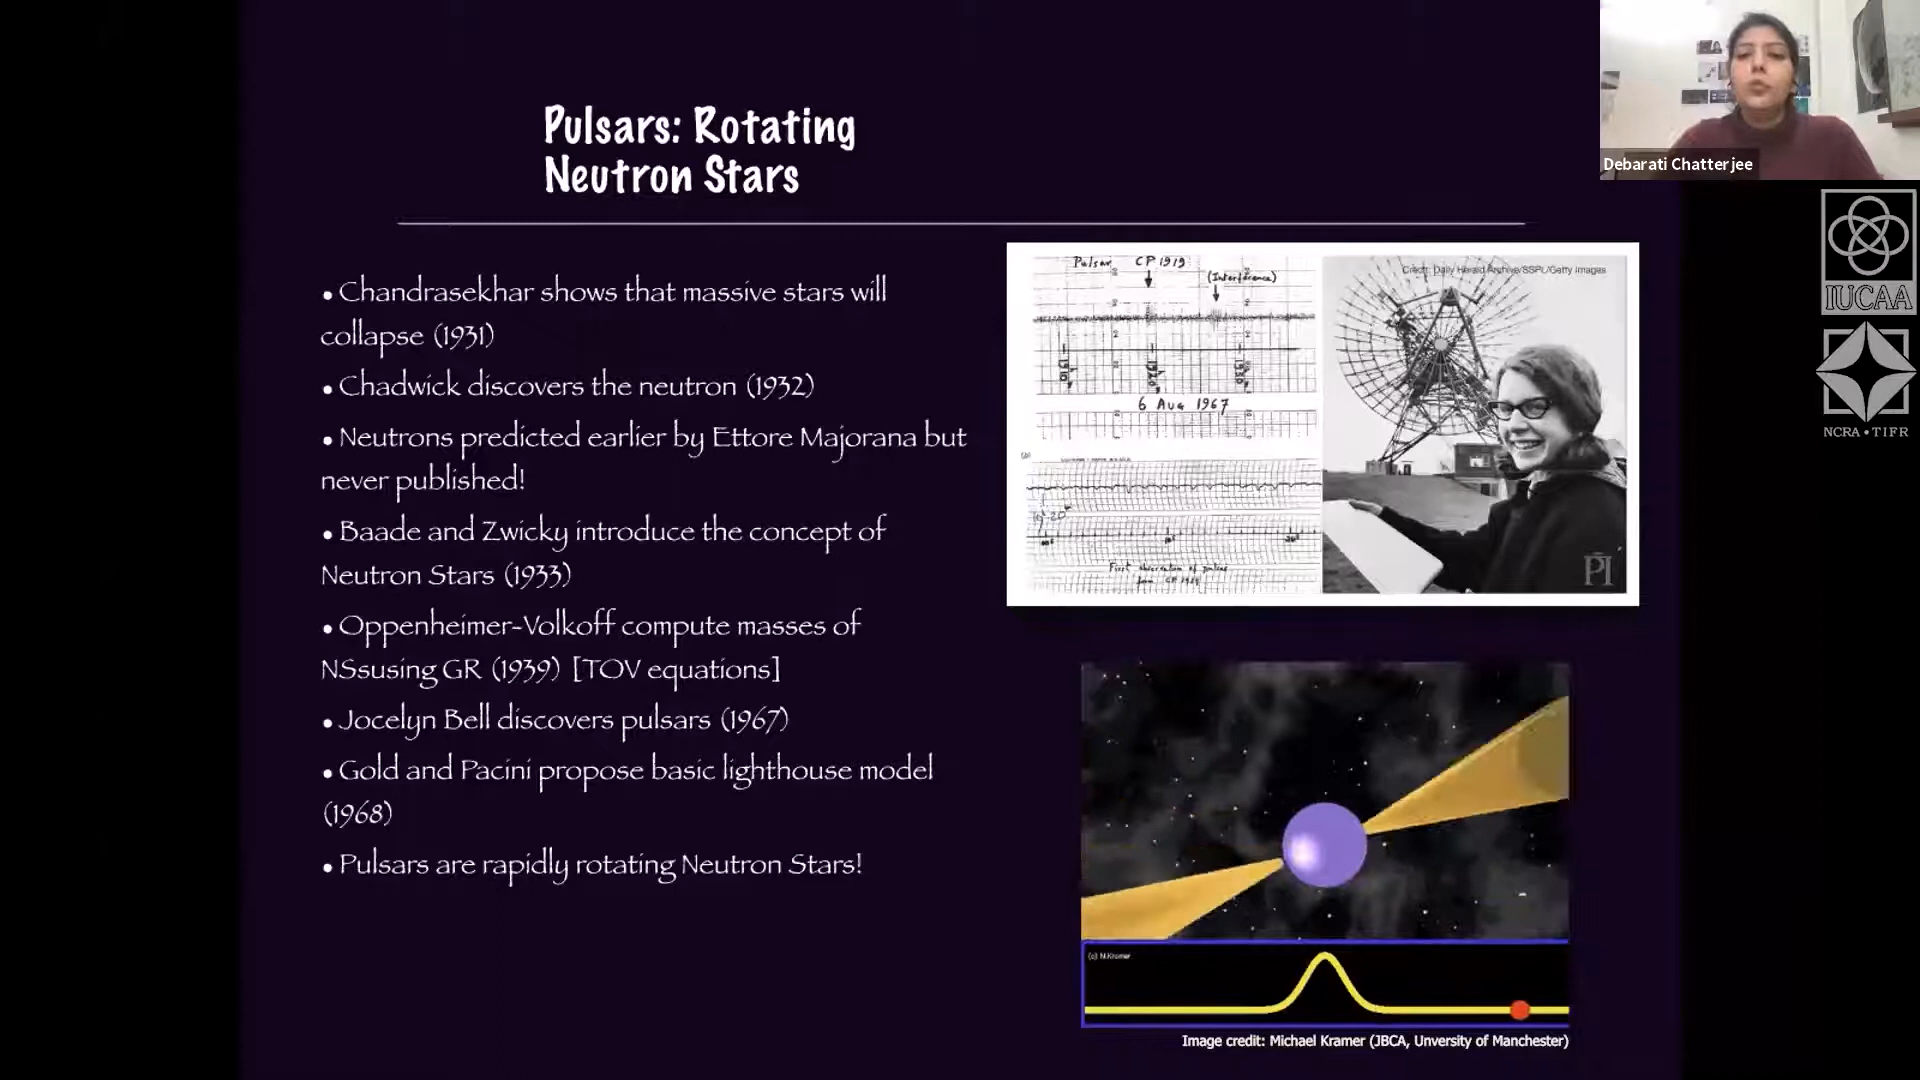 Pulsars: Rotating
Neutron Stars
• Chandrasekhar shows that massive stars will
collapse (1931)
• Chadwick discovers the neutron (1932)
• Neutrons predicted earlier by Ettore Majorana but
never published!
• Baade and Zwicky introduce the concept of
Neutron Stars (1933)
• Oppenheimer-Volkoff compute masses of
NSsusing GR (1939) [TOV equations]
• Jocelyn Bell discovers pulsars (1967)
• Gold and Pacini propose basic lighthouse model
(1968)
• Pulsars are rapidly rotating Neutron Stars!
Pulsar CP 1919
(Interference)
6 Aug 1967
First observation of pulses
from CP 1919
Credit: Daily Herald Archive/SSPL/Getty Images
PI
(c) M.Kramer
Image credit: Michael Kramer (JBCA, Unversity of Manchester)
Debarati Chatterjee
IUCAA
NCRA • TIFR